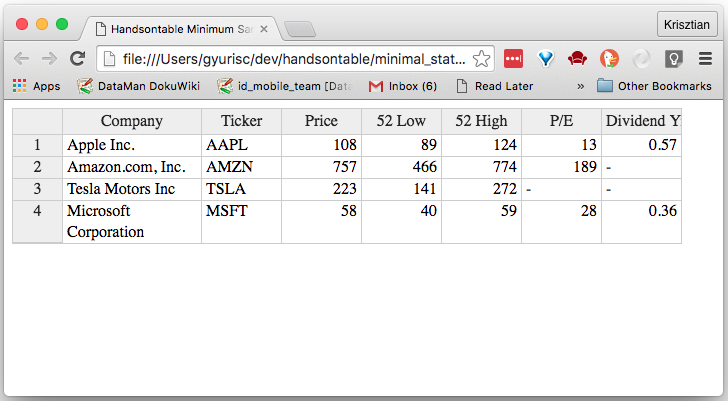 Handsontable Minimum Sa
Krisztian
file:///Users/gyurisc/dev/handsontable/minimal_stat...
Apps DataMan DokuWiki id_mobile_team [Data Inbox (6) Read Later » Other Bookmarks
Company Ticker Price 52 Low 52 High P/E Dividend Y
1 Apple Inc. AAPL 108 89 124 13 0.57
2 Amazon.com, Inc. AMZN 757 466 774 189 -
3 Tesla Motors Inc TSLA 223 141 272 - -
4 Microsoft MSFT 58 40 59 28 0.36
Corporation